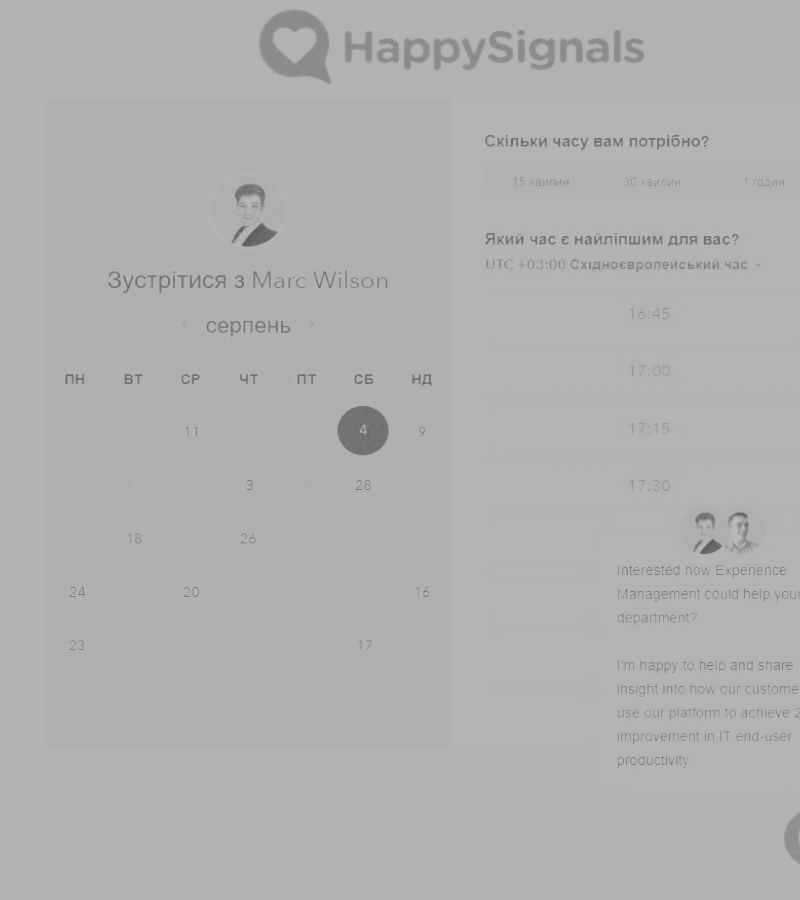 HappySignals
Зустрітися з Marc Wilson
серпень
ПН ВТ СР ЧТ ПТ СБ НД
11 4 9
3 28
18 26
24 20 16
23 17
Скільки часу вам потрібно?
15 хвилин 30 хвилин 1 годин
Який час є найліпшим для вас?
UTC +03:00 Східноєвропейський час
16:45
17:00
17:15
17:30
Interested how Experience
Management could help your
department?
I'm happy to help and share
insight into how our custome
use our platform to achieve 2
improvement in IT end-user
productivity.